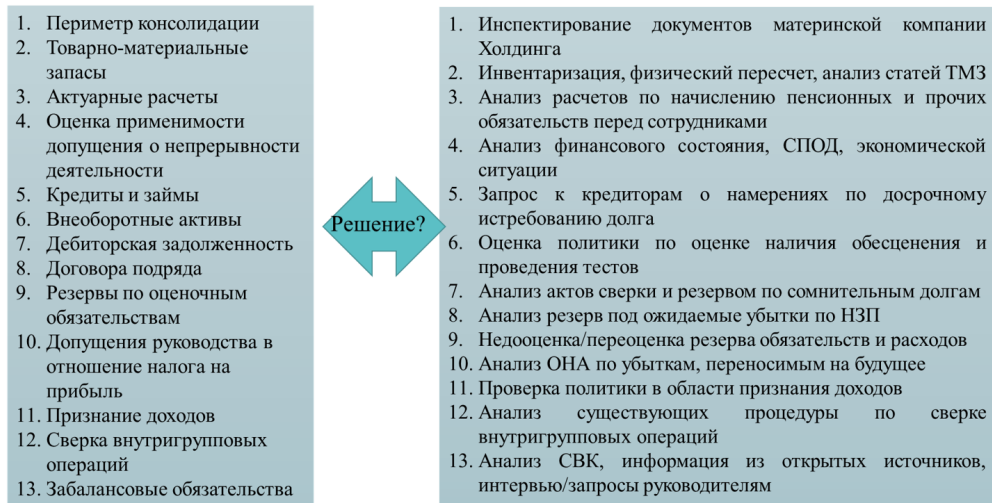 1. Периметр консолидации
2. Товарно-материальные
запасы
3. Актуарные расчеты
4. Оценка применимости
допущения о непрерывности
деятельности
5. Кредиты и займы
6. Внеоборотные активы
7. Дебиторская задолженность
8. Договора подряда
9. Резервы по оценочным
обязательствам
10. Допущения руководства в
отношение налога на
прибыль
11. Признание доходов
12. Сверка внутригрупповых
операций
13. Забалансовые обязательства
Решение?
1. Инспектирование документов материнской компании
Холдинга
2. Инвентаризация, физический пересчет, анализ статей ТМЗ
3. Анализ расчетов по начислению пенсионных и прочих
обязательств перед сотрудниками
4. Анализ финансового состояния, СПОД, экономической
ситуации
5. Запрос к кредиторам о намерениях по досрочному
истребованию долга
6. Оценка политики по оценке наличия обесценения и
проведения тестов
7. Анализ актов сверки и резервом по сомнительным долгам
8. Анализ резерв под ожидаемые убытки по НЗП
9. Недооценка/переоценка резерва обязательств и расходов
10. Анализ ОНА по убыткам, переносимым на будущее
11. Проверка политики в области признания доходов
12. Анализ существующих процедуры по сверке
внутригрупповых операций
13. Анализ СВК, информация из открытых источников,
интервью/запросы руководителям